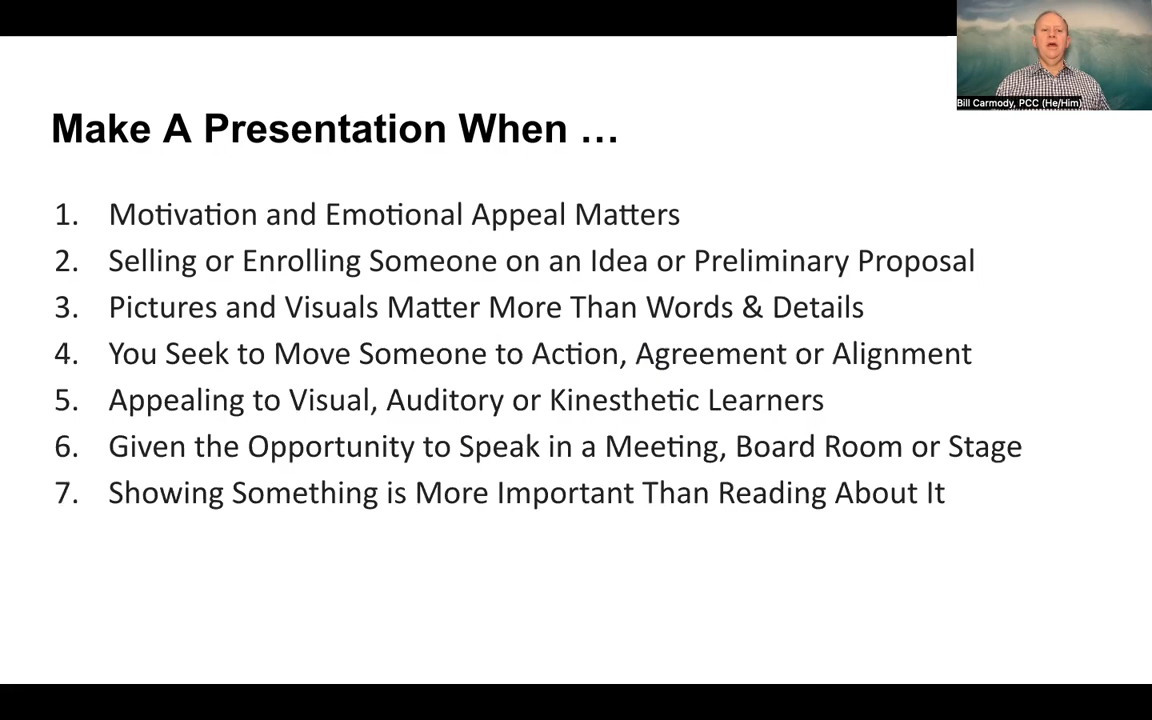 Bill Carmody, PCC (He/Him)
Make A Presentation When ...
1. Motivation and Emotional Appeal Matters
2. Selling or Enrolling Someone on an Idea or Preliminary Proposal
3. Pictures and Visuals Matter More Than Words & Details
4. You Seek to Move Someone to Action, Agreement or Alignment
5. Appealing to Visual, Auditory or Kinesthetic Learners
6. Given the Opportunity to Speak in a Meeting, Board Room or Stage
7. Showing Something is More Important Than Reading About It